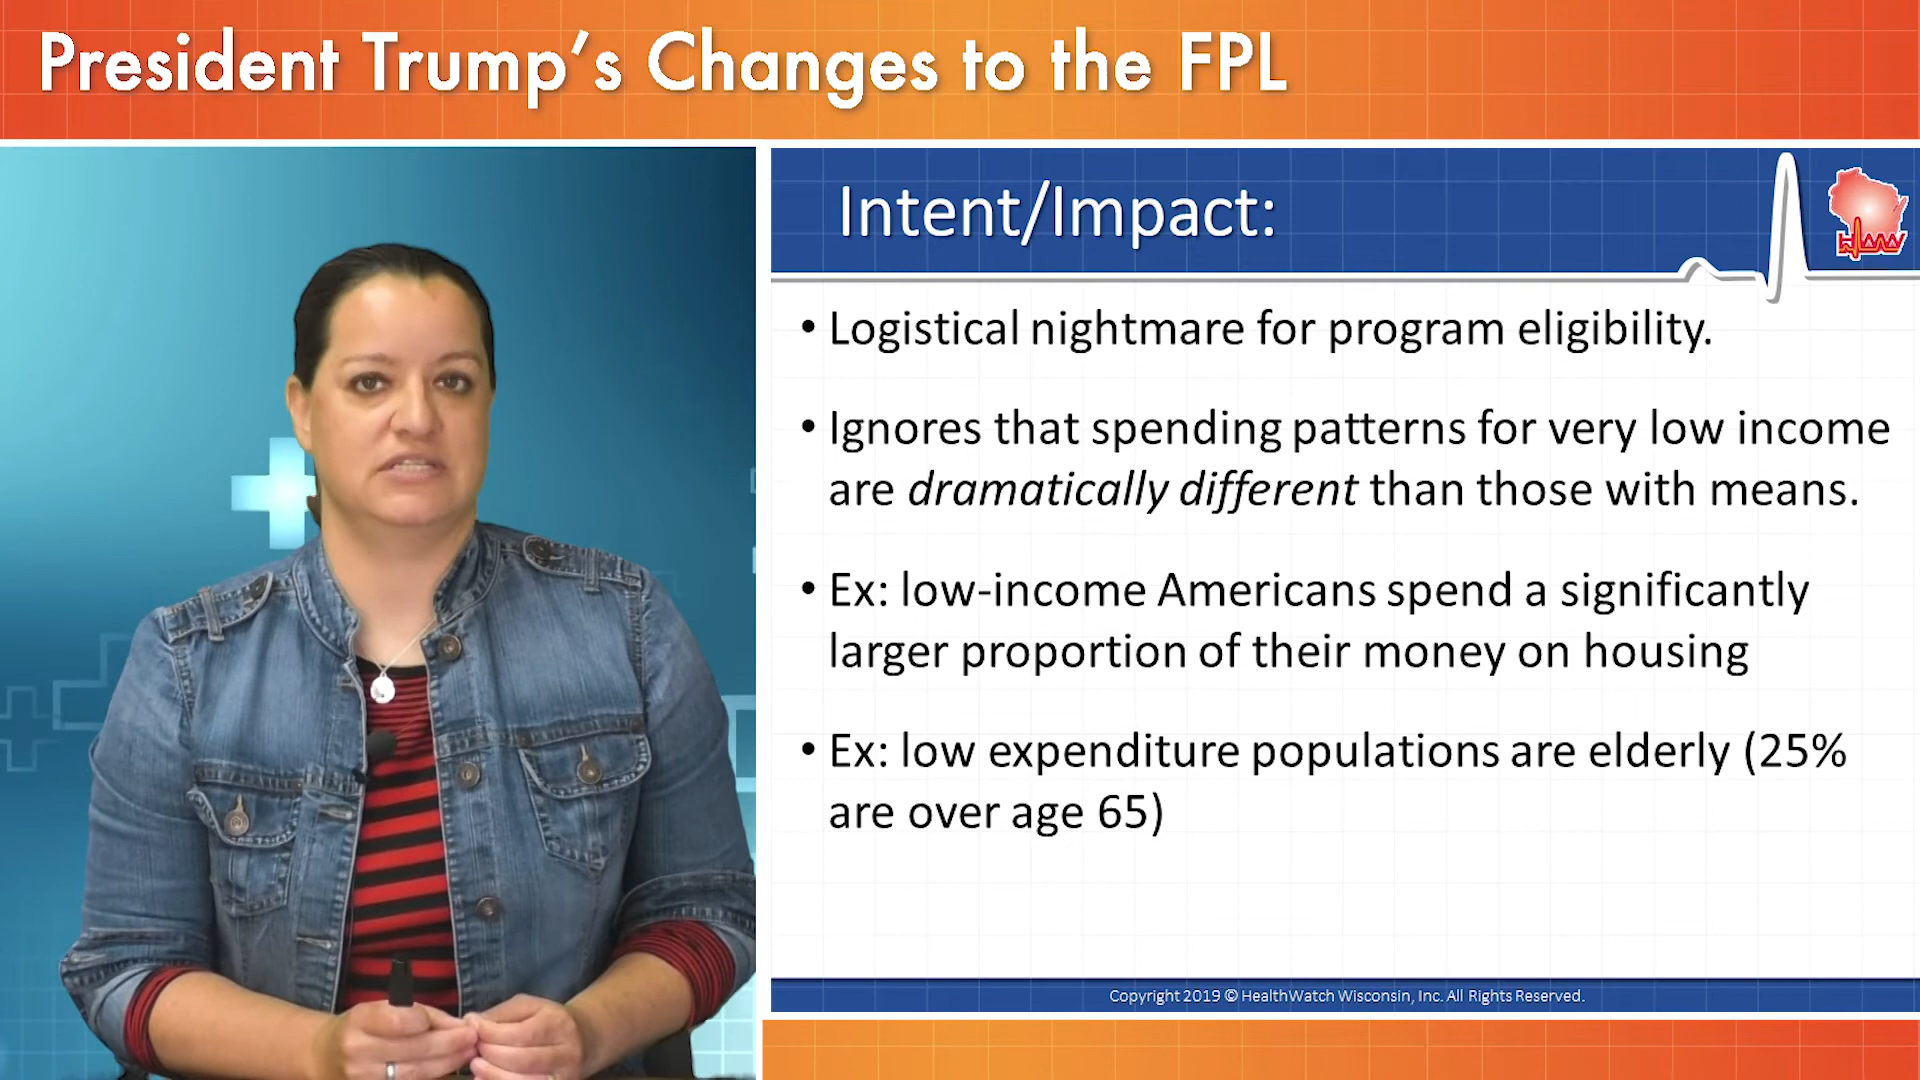 President Trump's Changes to the FPL
Intent/Impact:
HWW
• Logistical nightmare for program eligibility.
• Ignores that spending patterns for very low income
are dramatically different than those with means.
• Ex: low-income Americans spend a significantly
larger proportion of their money on housing
• Ex: low expenditure populations are elderly (25%
are over age 65)
Copyright 2019 © HealthWatch Wisconsin, Inc. All Rights Reserved.